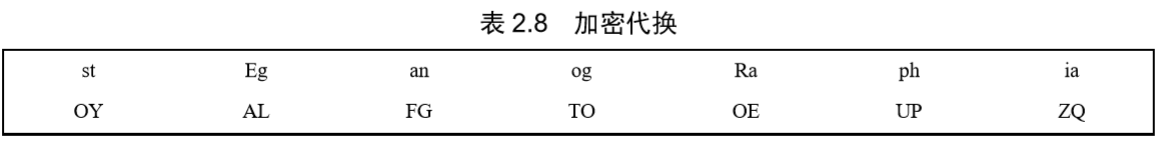 表 2.8 加密代换
st Eg an og Ra ph ia
OY AL FG TO OE UP ZQ